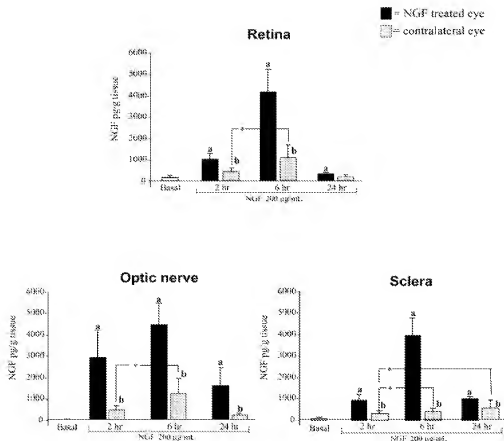 = NGF treated eye
= contralateral eye
Retina
NGF pg/g tissue
6000
5000
4000
3000
2000
1000
0
a
a
a
b
b
*
Basal
2 hr
6 hr
24 hr
NGF 200 µg/mL
Optic nerve
NGF pg/g tissue
6000
5000
4000
3000
2000
1000
0
a
a
a
b
b
b
*
Basal
2 hr
6 hr
24 hr
NGF 200 µg/mL
Sclera
NGF pg/g tissue
6000
5000
4000
3000
2000
1000
0
a
a
a
b
b
b
*
*
Basal
2 hr
6 hr
24 hr
NGF 200 µg/mL